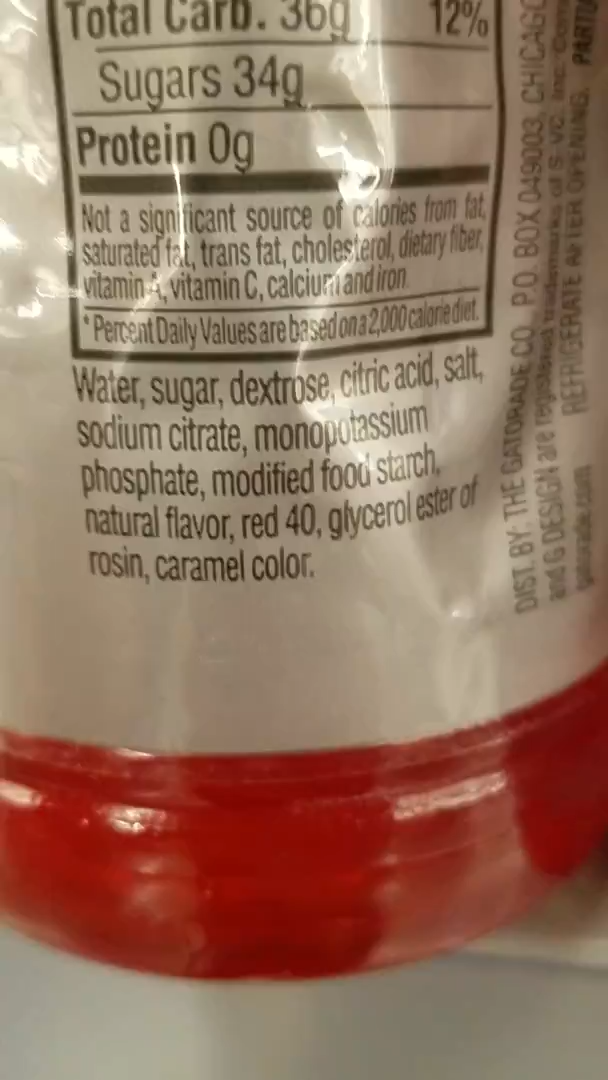 Total Carb. 36g 12%
Sugars 34g
Protein 0g
Not a significant source of calories from fat,
saturated fat, trans fat, cholesterol, dietary fiber,
vitamin A, vitamin C, calcium and iron.
* Percent Daily Values are based on a 2,000 calorie diet.
Water, sugar, dextrose, citric acid, salt,
sodium citrate, monopotassium
phosphate, modified food starch,
natural flavor, red 40, glycerol ester of
rosin, caramel color.
DIST. BY: THE GATORADE CO., P.O. BOX 049003, CHICAGO
and G DESIGN are registered trademarks of S-VC, Inc.
gatorade.com REFRIGERATE AFTER OPENING.